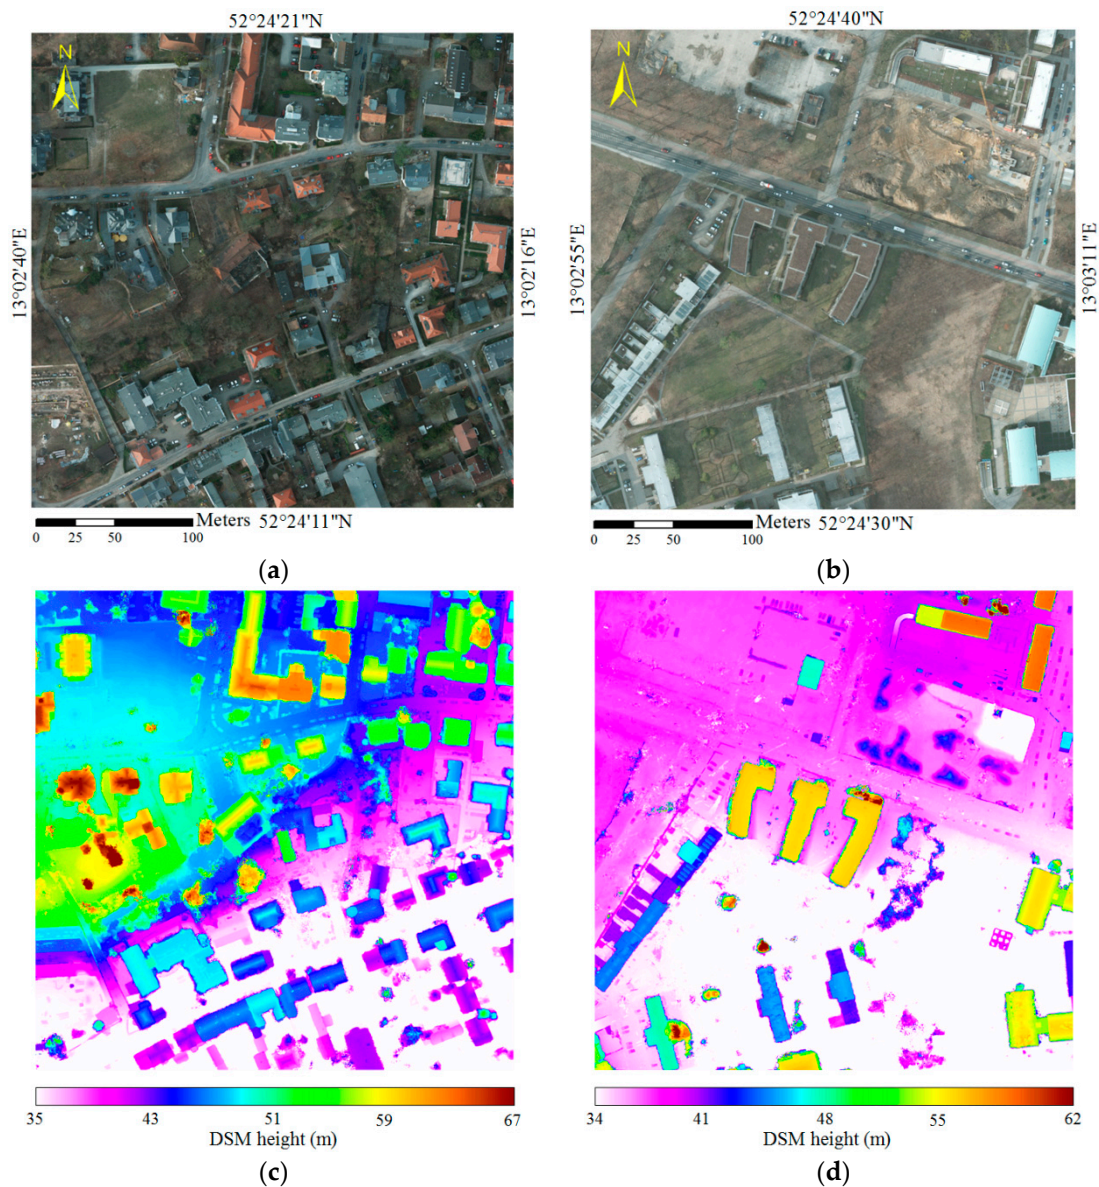 52°24'21"N
52°24'40"N
N
N
13°02'40"E
13°02'16"E
13°02'55"E
13°03'11"E
Meters 52°24'11"N
0 25 50 100
Meters 52°24'30"N
0 25 50 100
(a)
(b)
35 43 51 59 67
DSM height (m)
34 41 48 55 62
DSM height (m)
(c)
(d)